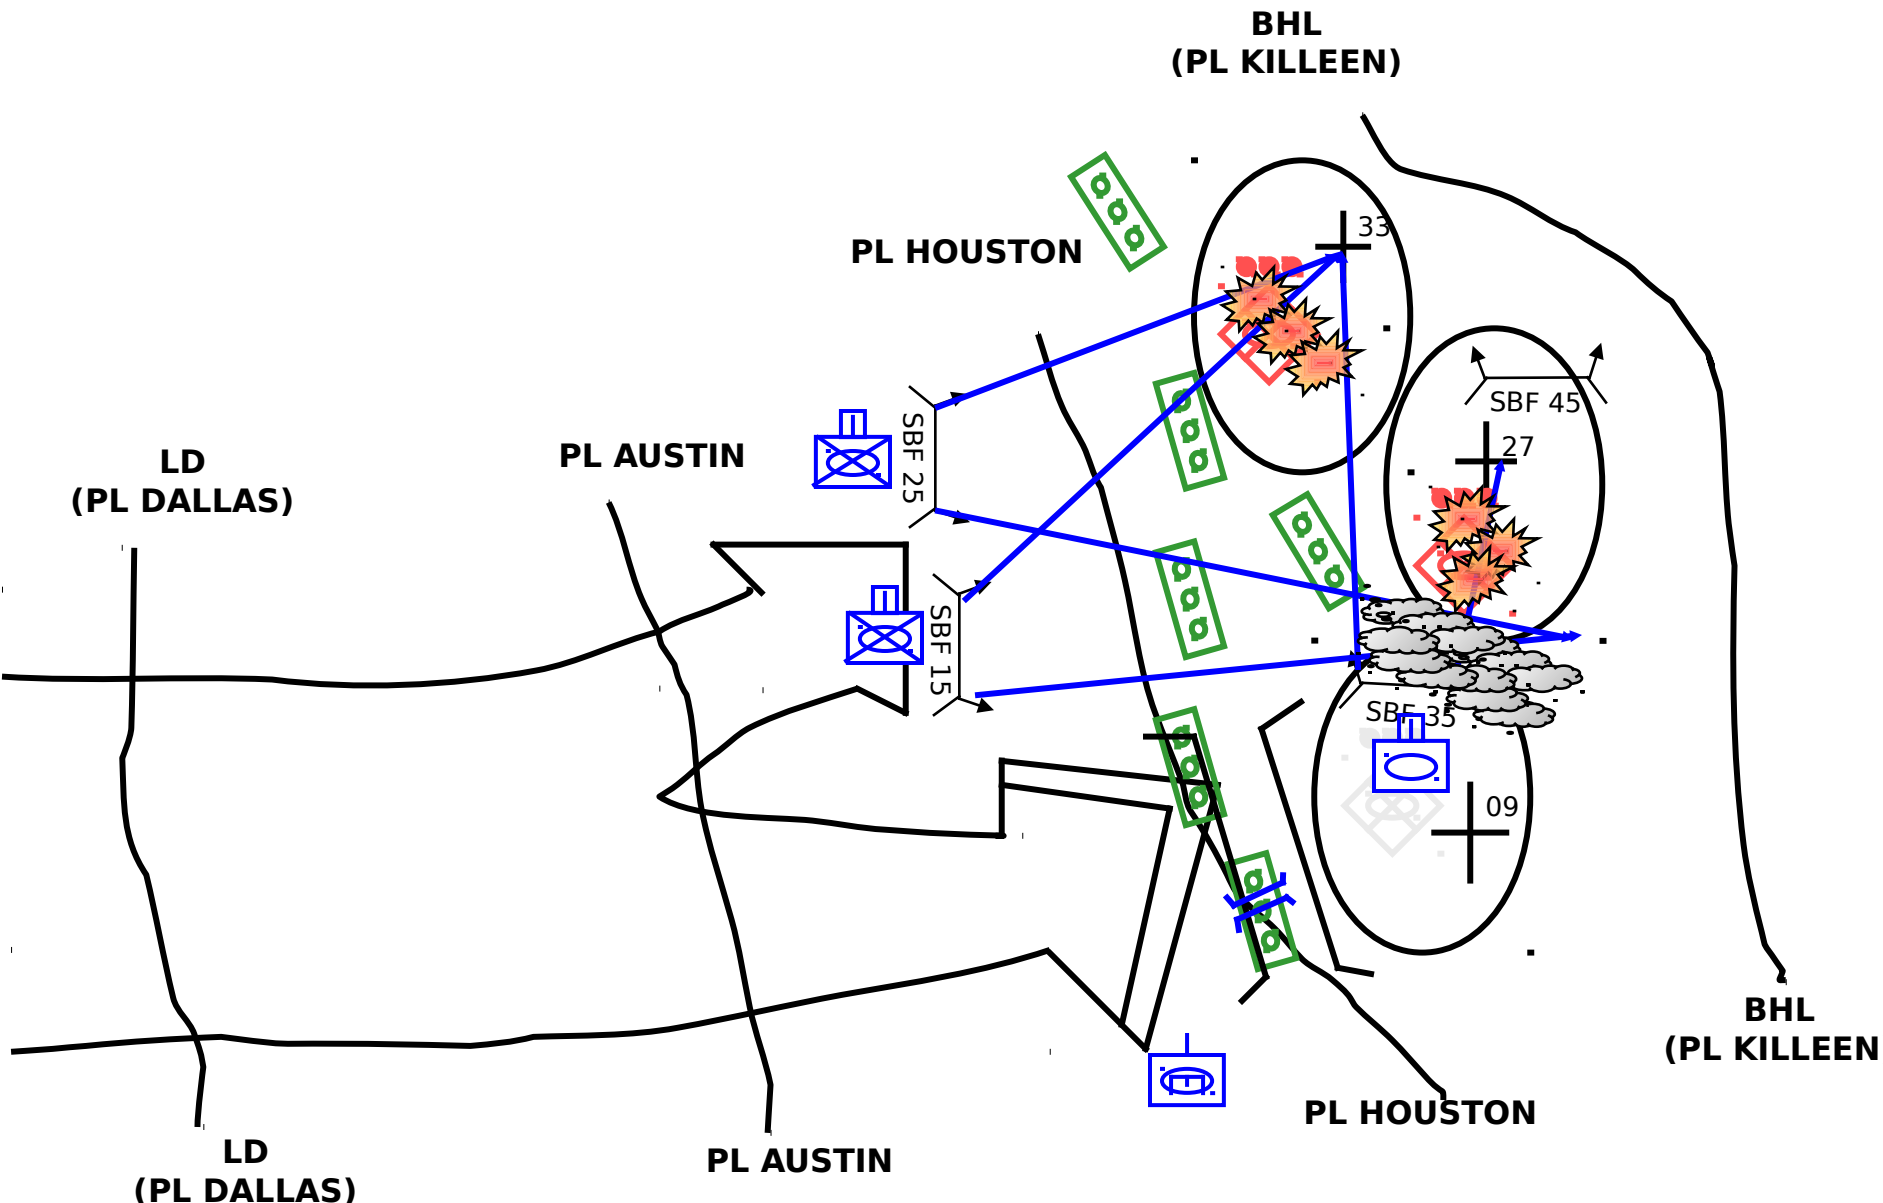 BHL
(PL KILLEEN)
33
PL HOUSTON
SBF 45
27
SBF 25
PL AUSTIN
LD
(PL DALLAS)
SBF 15
SBF 35
09
BHL
(PL KILLEEN
PL HOUSTON
LD
(PL DALLAS)
PL AUSTIN